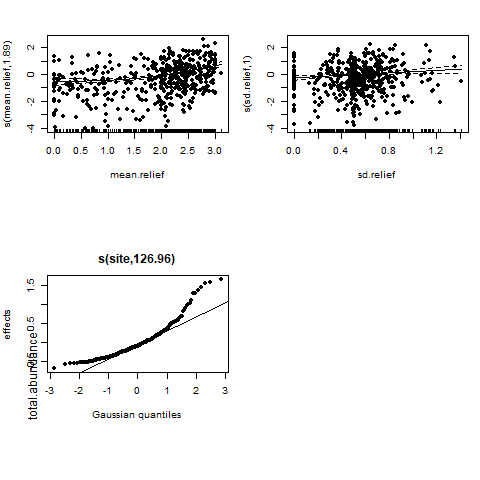 s(mean.relief,1.89)
2
0
-2
-4
0.0 0.5 1.0 1.5 2.0 2.5 3.0
mean.relief
s(sd.relief,1)
2
0
-2
-4
0.0 0.4 0.8 1.2
sd.relief
s(site,126.96)
effects
total.abundance
1.5
0.5
-3 -2 -1 0 1 2 3
Gaussian quantiles